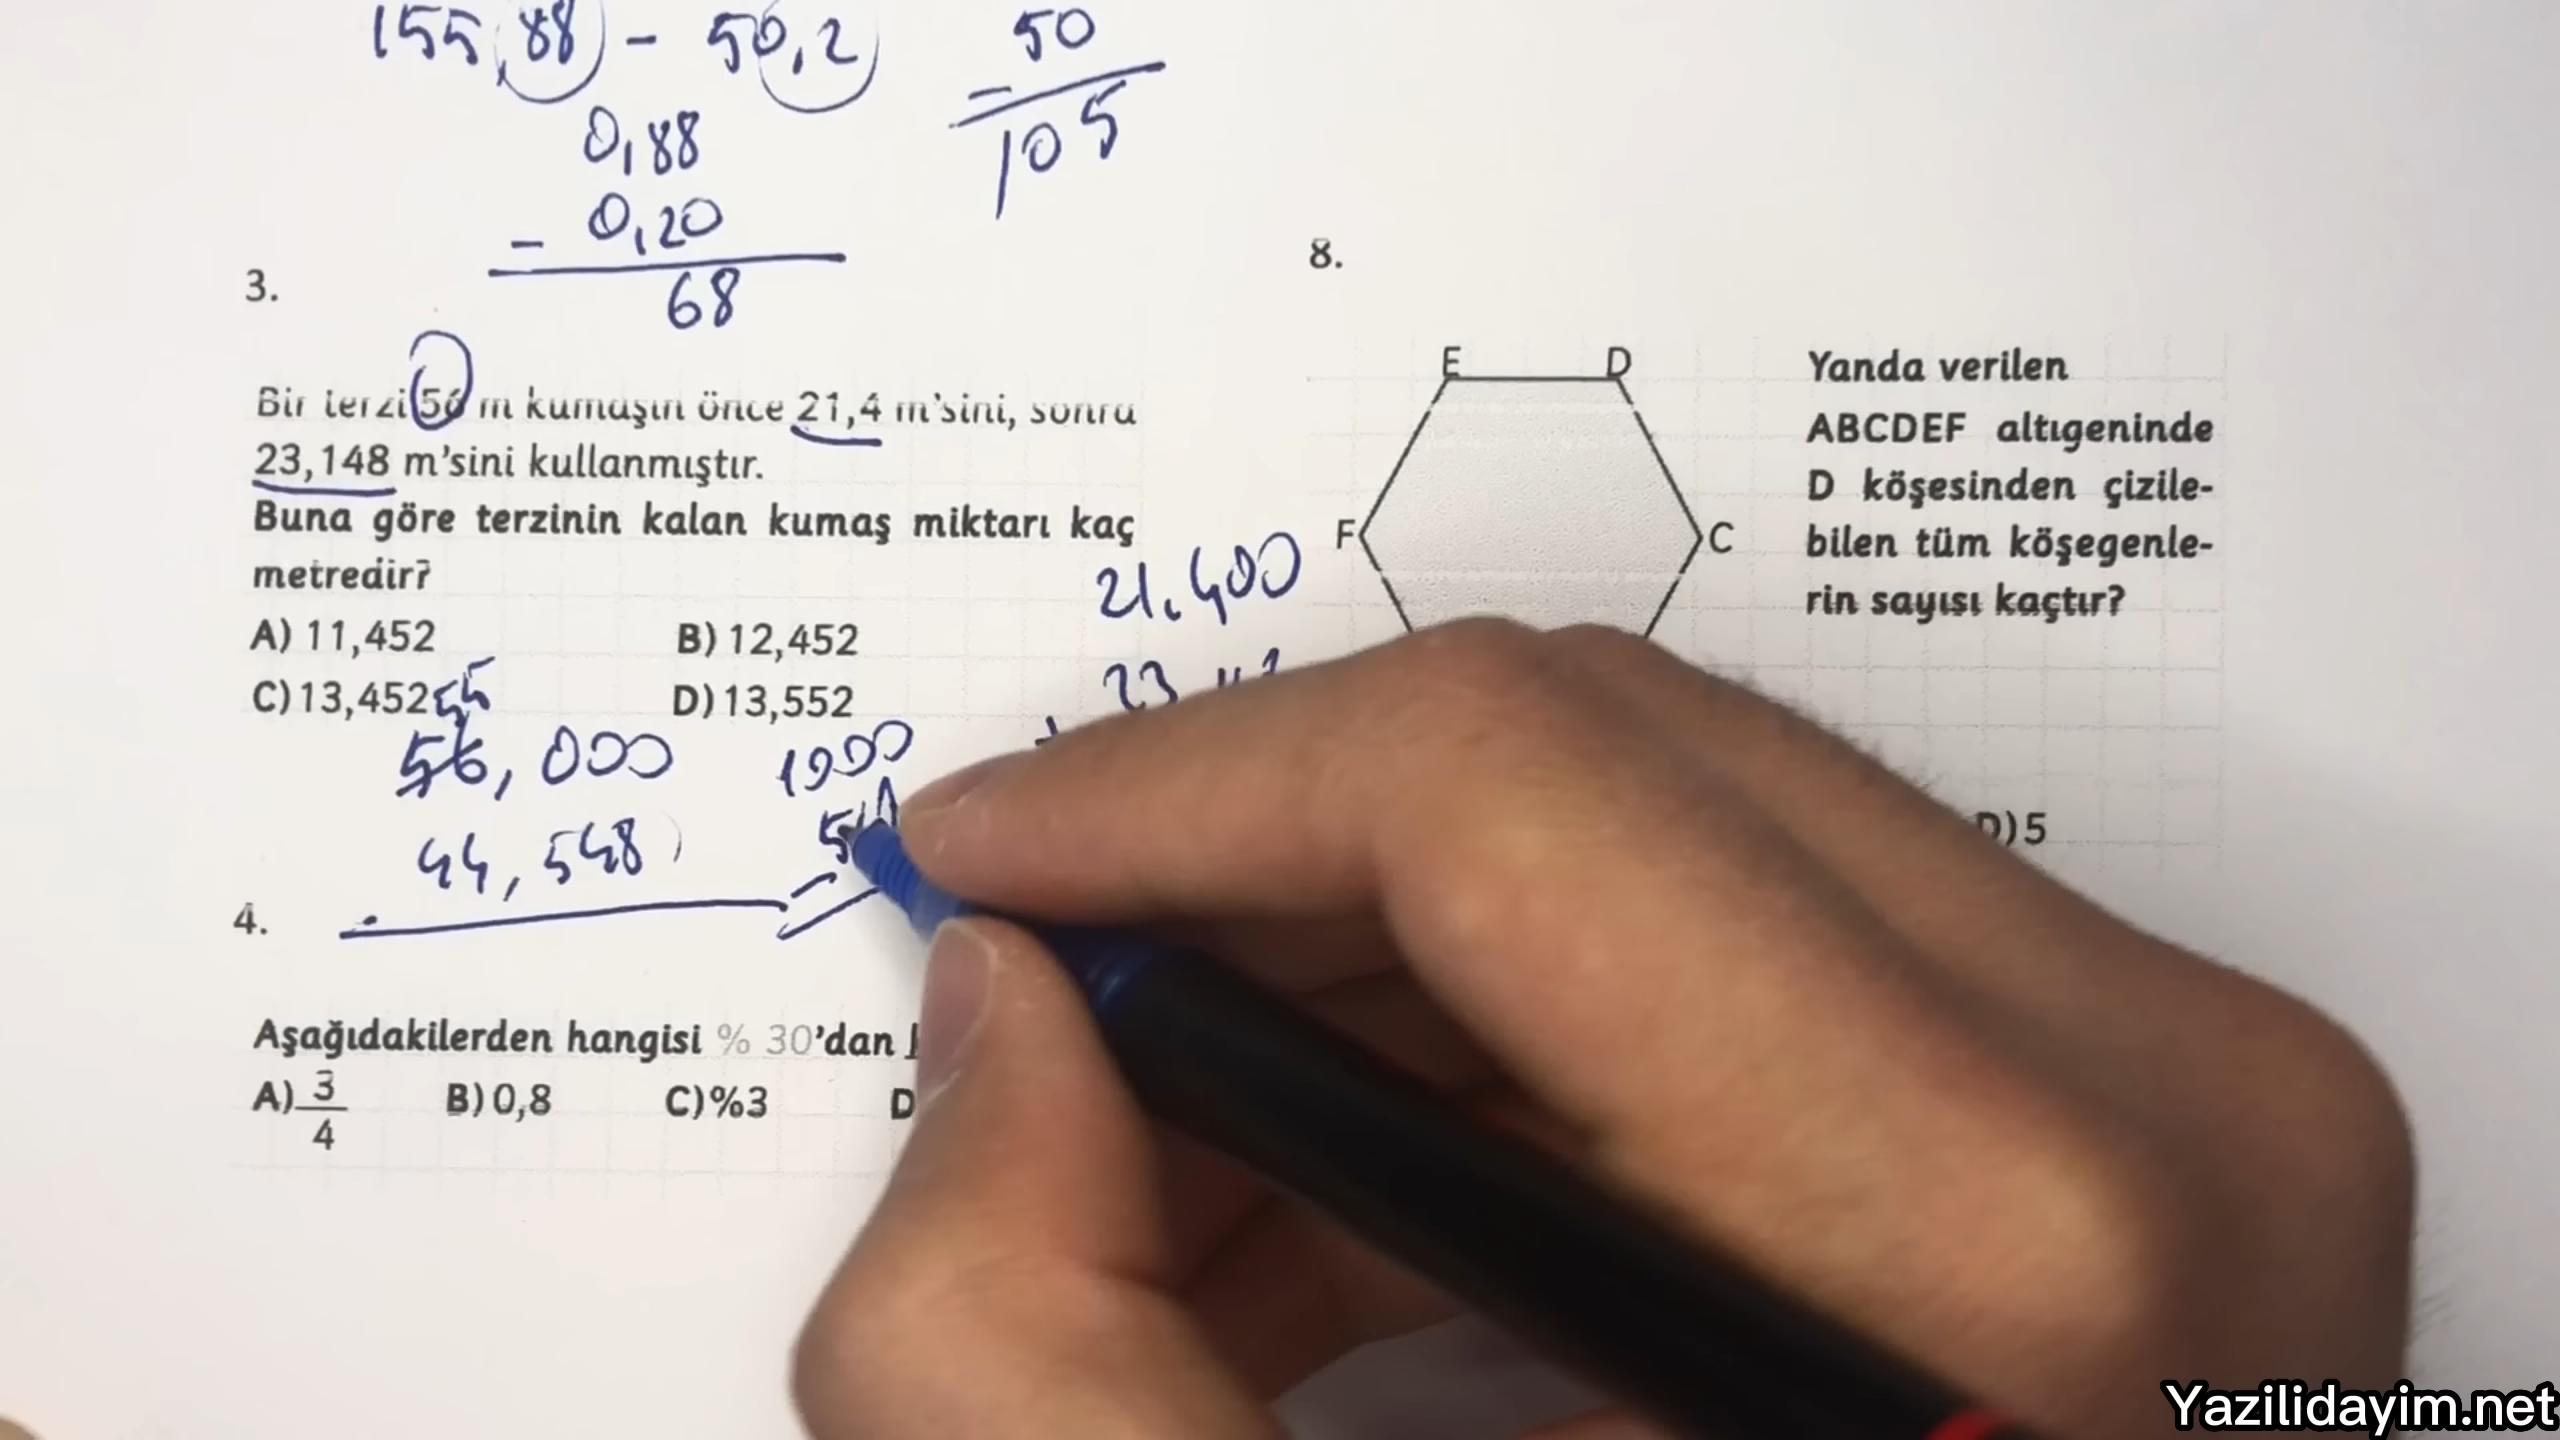 155,88 - 50,2
50
- 105
0,88
- 0,20
68
3.
Bir terzi 56 m kumaşın önce 21,4 m'sini, sonra
23,148 m'sini kullanmıştır.
Buna göre terzinin kalan kumaş miktarı kaç
metredir?
A) 11,452 B) 12,452
C) 13,452 D) 13,552
55
56,000
44,548
1000
21.400
23
+
4.
Aşağıdakilerden hangisi % 30'dan
A) 3/4 B) 0,8 C) %3 D
8.
E D
F C
Yanda verilen
ABCDEF altıgeninde
D köşesinden çizile-
bilen tüm köşegenle-
rin sayısı kaçtır?
D) 5
Yazilidayim.net